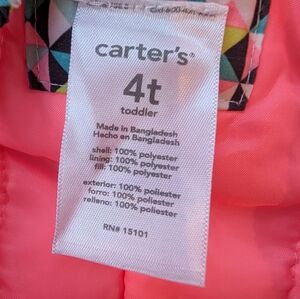 carter's®
4t
toddler
Made in Bangladesh
Hecho en Bangladesh
shell: 100% polyester
lining: 100% polyester
fill: 100% polyester
exterior: 100% poliester
forro: 100% poliester
relleno: 100% poliester
RN# 15101